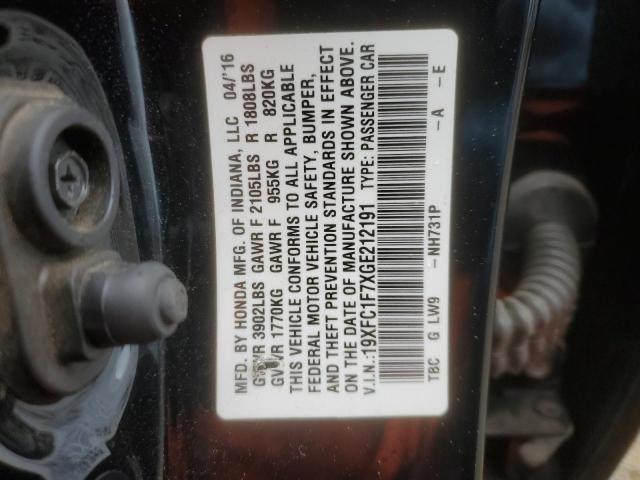 MFD. BY HONDA MFG. OF INDIANA, LLC 04/'16
GVWR 3902LBS GAWR F 2105LBS R 1808LBS
GVWR 1770KG GAWR F 955KG R 820KG
THIS VEHICLE CONFORMS TO ALL APPLICABLE
FEDERAL MOTOR VEHICLE SAFETY, BUMPER,
AND THEFT PREVENTION STANDARDS IN EFFECT
ON THE DATE OF MANUFACTURE SHOWN ABOVE.
V.I.N.:19XFC1F7XGE212191 TYPE: PASSENGER CAR
TBC G LW9 - NH731P - A - E